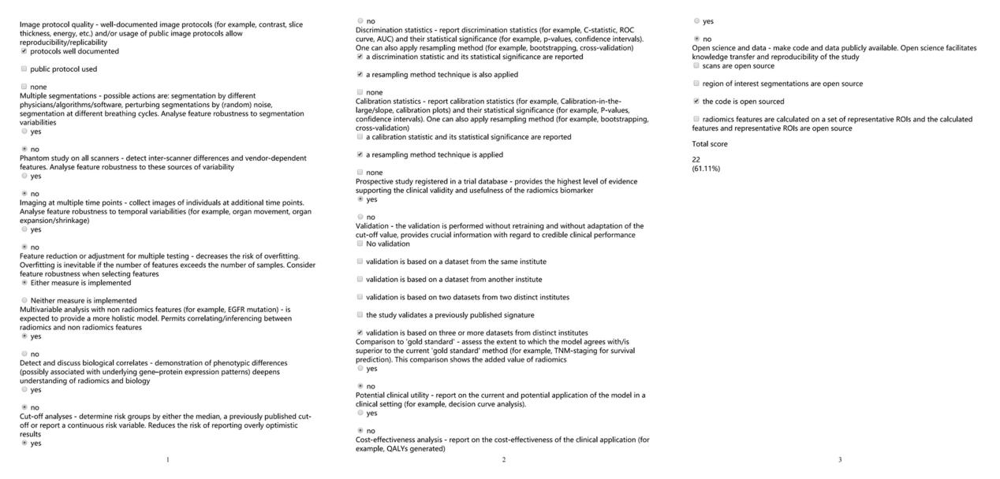 Image protocol quality - well-documented image protocols (for example, contrast, slice
thickness, energy, etc.) and/or usage of public image protocols allow
reproducibility/replicability
protocols well documented
public protocol used
none
Multiple segmentations - possible actions are: segmentation by different
physicians/algorithms/software, perturbing segmentations by (random) noise,
segmentation at different breathing cycles. Analyse feature robustness to segmentation
variabilities
yes
no
Phantom study on all scanners - detect inter-scanner differences and vendor-dependent
features. Analyse feature robustness to these sources of variability
yes
no
Imaging at multiple time points - collect images of individuals at additional time points.
Analyse feature robustness to temporal variabilities (for example, organ movement, organ
expansion/shrinkage)
yes
no
Feature reduction or adjustment for multiple testing - decreases the risk of overfitting.
Overfitting is inevitable if the number of features exceeds the number of samples. Consider
feature robustness when selecting features
Either measure is implemented
Neither measure is implemented
Multivariable analysis with non radiomics features (for example, EGFR mutation) - is
expected to provide a more holistic model. Permits correlating/inferencing between
radiomics and non radiomics features
yes
no
Detect and discuss biological correlates - demonstration of phenotypic differences
(possibly associated with underlying gene–protein expression patterns) deepens
understanding of radiomics and biology
yes
no
Cut-off analyses - determine risk groups by either the median, a previously published cut-
off or report a continuous risk variable. Reduces the risk of reporting overly optimistic
results
yes
1
no
Discrimination statistics - report discrimination statistics (for example, C-statistic, ROC
curve, AUC) and their statistical significance (for example, p-values, confidence intervals).
One can also apply resampling method (for example, bootstrapping, cross-validation)
a discrimination statistic and its statistical significance are reported
a resampling method technique is also applied
none
Calibration statistics - report calibration statistics (for example, Calibration-in-the-
large/slope, calibration plots) and their statistical significance (for example, P-values,
confidence intervals). One can also apply resampling method (for example, bootstrapping,
cross-validation)
a calibration statistic and its statistical significance are reported
a resampling method technique is applied
none
Prospective study registered in a trial database - provides the highest level of evidence
supporting the clinical validity and usefulness of the radiomics biomarker
yes
no
Validation - the validation is performed without retraining and without adaptation of the
cut-off value, provides crucial information with regard to credible clinical performance
No validation
validation is based on a dataset from the same institute
validation is based on a dataset from another institute
validation is based on two datasets from two distinct institutes
the study validates a previously published signature
validation is based on three or more datasets from distinct institutes
Comparison to 'gold standard' - assess the extent to which the model agrees with/is
superior to the current 'gold standard' method (for example, TNM-staging for survival
prediction). This comparison shows the added value of radiomics
yes
no
Potential clinical utility - report on the current and potential application of the model in a
clinical setting (for example, decision curve analysis).
yes
no
Cost-effectiveness analysis - report on the cost-effectiveness of the clinical application (for
example, QALYs generated)
2
yes
no
Open science and data - make code and data publicly available. Open science facilitates
knowledge transfer and reproducibility of the study
scans are open source
region of interest segmentations are open source
the code is open sourced
radiomics features are calculated on a set of representative ROIs and the calculated
features and representative ROIs are open source
Total score
22
(61.11%)
3